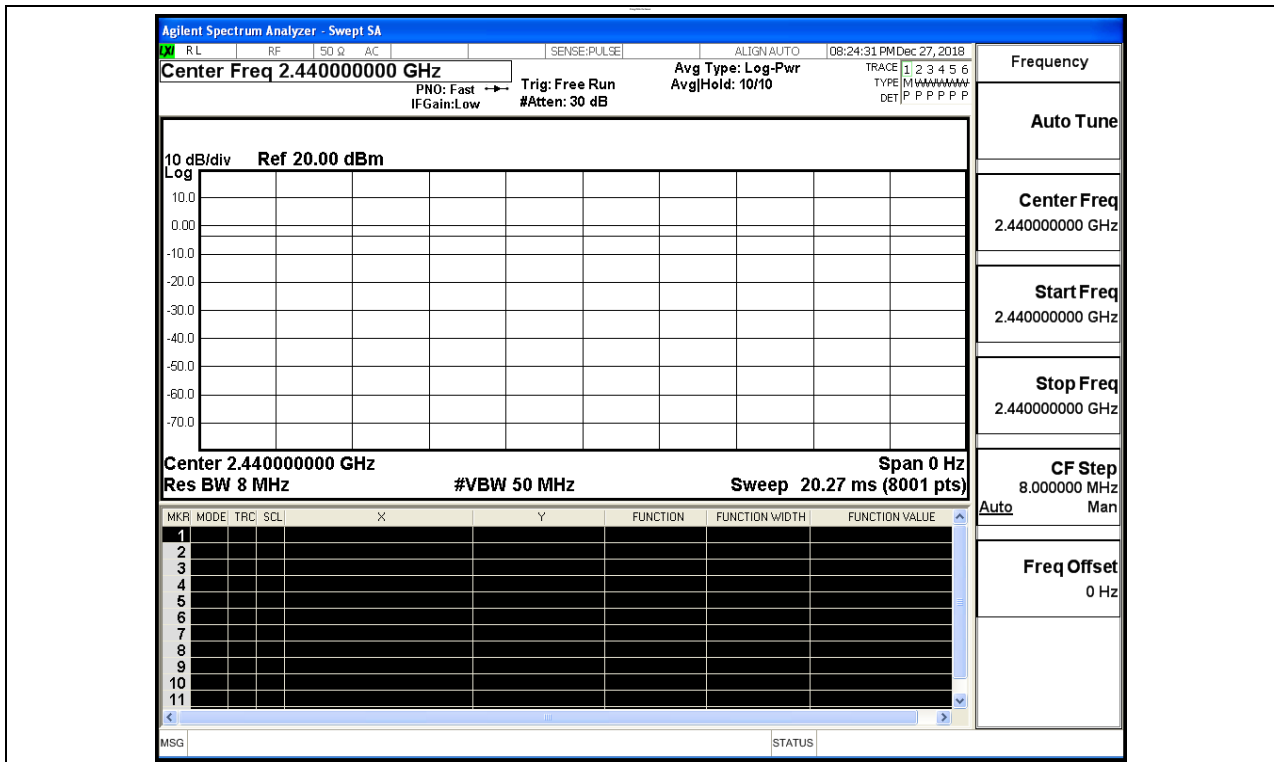 Agilent Spectrum Analyzer - Swept SA
LXI RL RF 50 Ω AC SENSE:PULSE ALIGN AUTO 08:24:31 PM Dec 27, 2018
Center Freq 2.440000000 GHz
PNO: Fast
IFGain:Low
Trig: Free Run
#Atten: 30 dB
Avg Type: Log-Pwr
Avg|Hold: 10/10
TRACE 1 2 3 4 5 6
TYPE M WWWWW
DET P P P P P P
10 dB/div Ref 20.00 dBm
Log
10.0
0.00
-10.0
-20.0
-30.0
-40.0
-50.0
-60.0
-70.0
Center 2.440000000 GHz Span 0 Hz
Res BW 8 MHz #VBW 50 MHz Sweep 20.27 ms (8001 pts)
MKR MODE TRC SCL X Y FUNCTION FUNCTION WIDTH FUNCTION VALUE
1
2
3
4
5
6
7
8
9
10
11
MSG STATUS
Frequency
Auto Tune
Center Freq
2.440000000 GHz
Start Freq
2.440000000 GHz
Stop Freq
2.440000000 GHz
CF Step
8.000000 MHz
Auto Man
Freq Offset
0 Hz